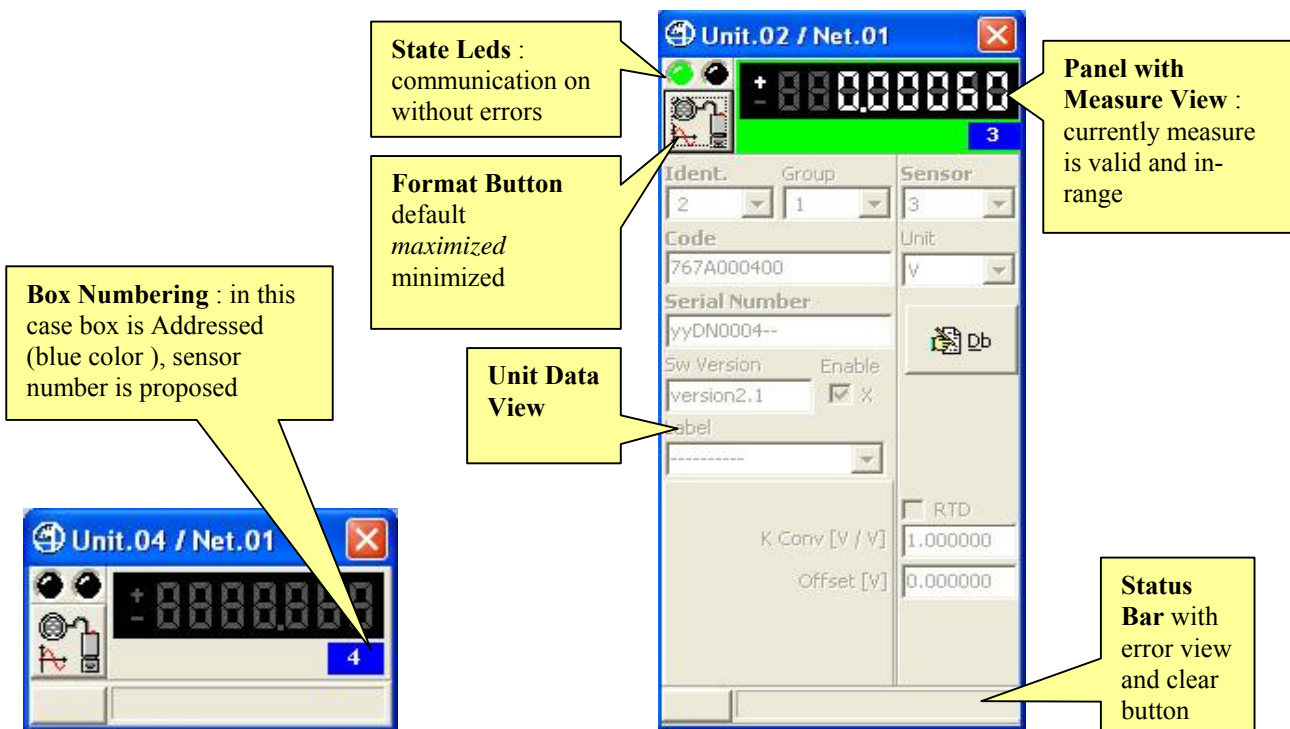 State Leds :
communication on
without errors
Format Button
default
maximized
minimized
Box Numbering : in this
case box is Addressed
(blue color ), sensor
number is proposed
Unit Data
View
Unit.04 / Net.01
4
Unit.02 / Net.01
3
Ident. Group Sensor
2 1 3
Code Unit
767A000400 V
Serial Number
yyDN0004--
Db
Sw Version Enable
version2.1 X
Label
----------
RTD
K Conv [V / V] 1.000000
Offset [V] 0.000000
Panel with
Measure View :
currently measure
is valid and in-
range
Status
Bar with
error view
and clear
button